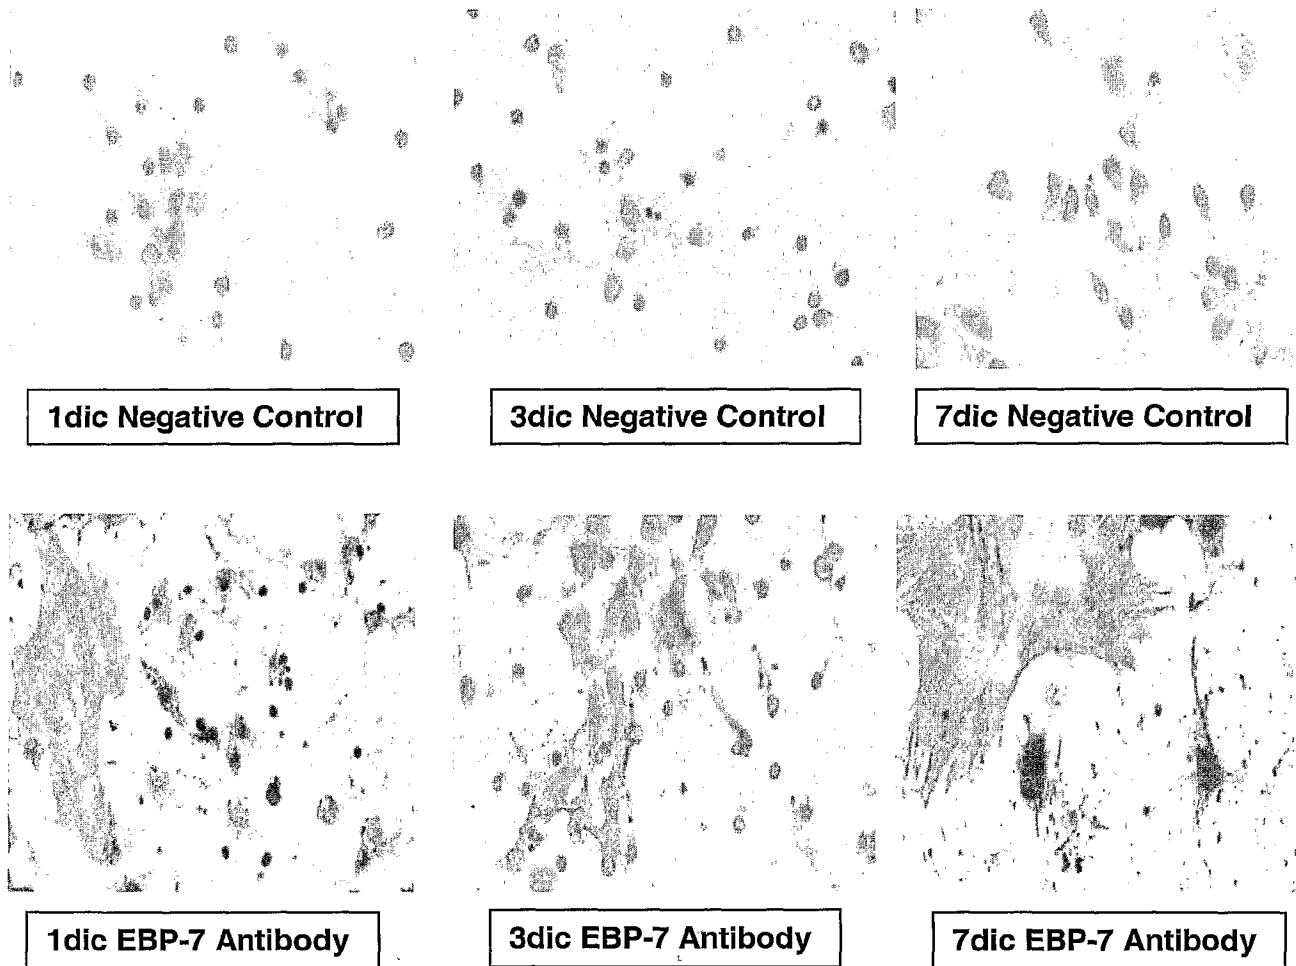 1dic Negative Control
3dic Negative Control
7dic Negative Control
1dic EBP-7 Antibody
3dic EBP-7 Antibody
7dic EBP-7 Antibody